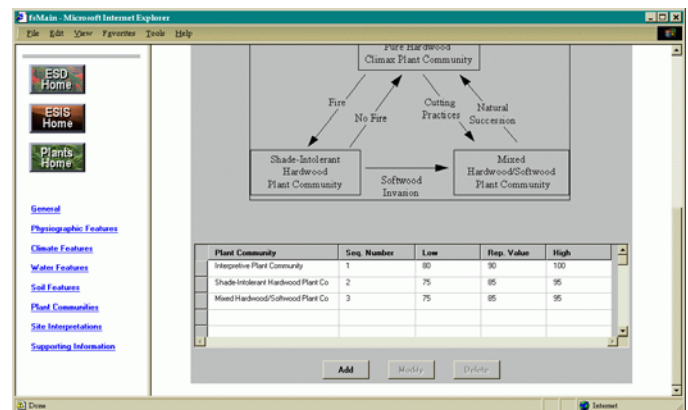 fsMain - Microsoft Internet Explorer
File Edit View Favorites Tools Help
ESD
Home
ESIS
Home
Plants
Home
General
Physiographic Features
Climate Features
Water Features
Soil Features
Plant Communities
Site Interpretations
Supporting Information
Pure Hardwood
Climax Plant Community
Fire
No Fire
Cutting
Practices
Natural
Succession
Shade-Intolerant
Hardwood
Plant Community
Softwood
Invasion
Mixed
Hardwood/Softwood
Plant Community
Plant Community Seq. Number Low Rep. Value High
Interpretive Plant Community 1 80 90 100
Shade-Intolerant Hardwood Plant Co 2 75 85 95
Mixed Hardwood/Softwood Plant Co 3 75 85 95
Add Modify Delete
Done Internet